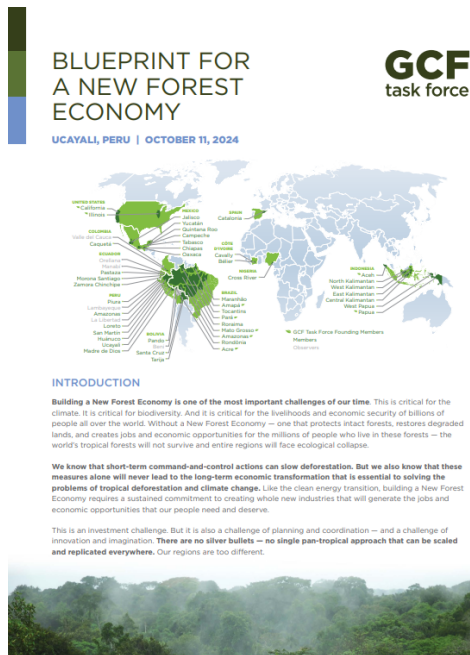 BLUEPRINT FOR
A NEW FOREST
ECONOMY
GCF
task force
UCAYALI, PERU | OCTOBER 11, 2024
UNITED STATES
California
Illinois
COLOMBIA
Valle del Cauca
Caqueta
ECUADOR
Orellana
Manabi
Pastaza
Morona Santiago
Zamora Chinchipe
PERU
Piura
Lambayeque
Amazonas
La Libertad
Loreto
San Martin
Huánuco
Ucayali
Madre de Dios
MEXICO
Jalisco
Yucatán
Quintana Roo
Campeche
Tabasco
Chiapas
Oaxaca
BOLIVIA
Pando
Beni
Santa Cruz
Tarija
BRAZIL
Maranhão
Amapá
Tocantins
Pará
Roraima
Mato Grosso
Amazonas
Rondônia
Acre
SPAIN
Catalonia
CÔTE
D'IVOIRE
Cavally
Bélier
NIGERIA
Cross River
INDONESIA
Aceh
North Kalimantan
West Kalimantan
East Kalimantan
Central Kalimantan
West Papua
Papua
GCF Task Force Founding Members
Members
Observers
INTRODUCTION
Building a New Forest Economy is one of the most important challenges of our time. This is critical for the
climate. It is critical for biodiversity. And it is critical for the livelihoods and economic security of billions of
people all over the world. Without a New Forest Economy — one that protects intact forests, restores degraded
lands, and creates jobs and economic opportunities for the millions of people who live in these forests — the
world's tropical forests will not survive and entire regions will face ecological collapse.
We know that short-term command-and-control actions can slow deforestation. But we also know that these
measures alone will never lead to the long-term economic transformation that is essential to solving the
problems of tropical deforestation and climate change. Like the clean energy transition, building a New Forest
Economy requires a sustained commitment to creating whole new industries that will generate the jobs and
economic opportunities that our people need and deserve.
This is an investment challenge. But it is also a challenge of planning and coordination — and a challenge of
innovation and imagination. There are no silver bullets — no single pan-tropical approach that can be scaled
and replicated everywhere. Our regions are too different.